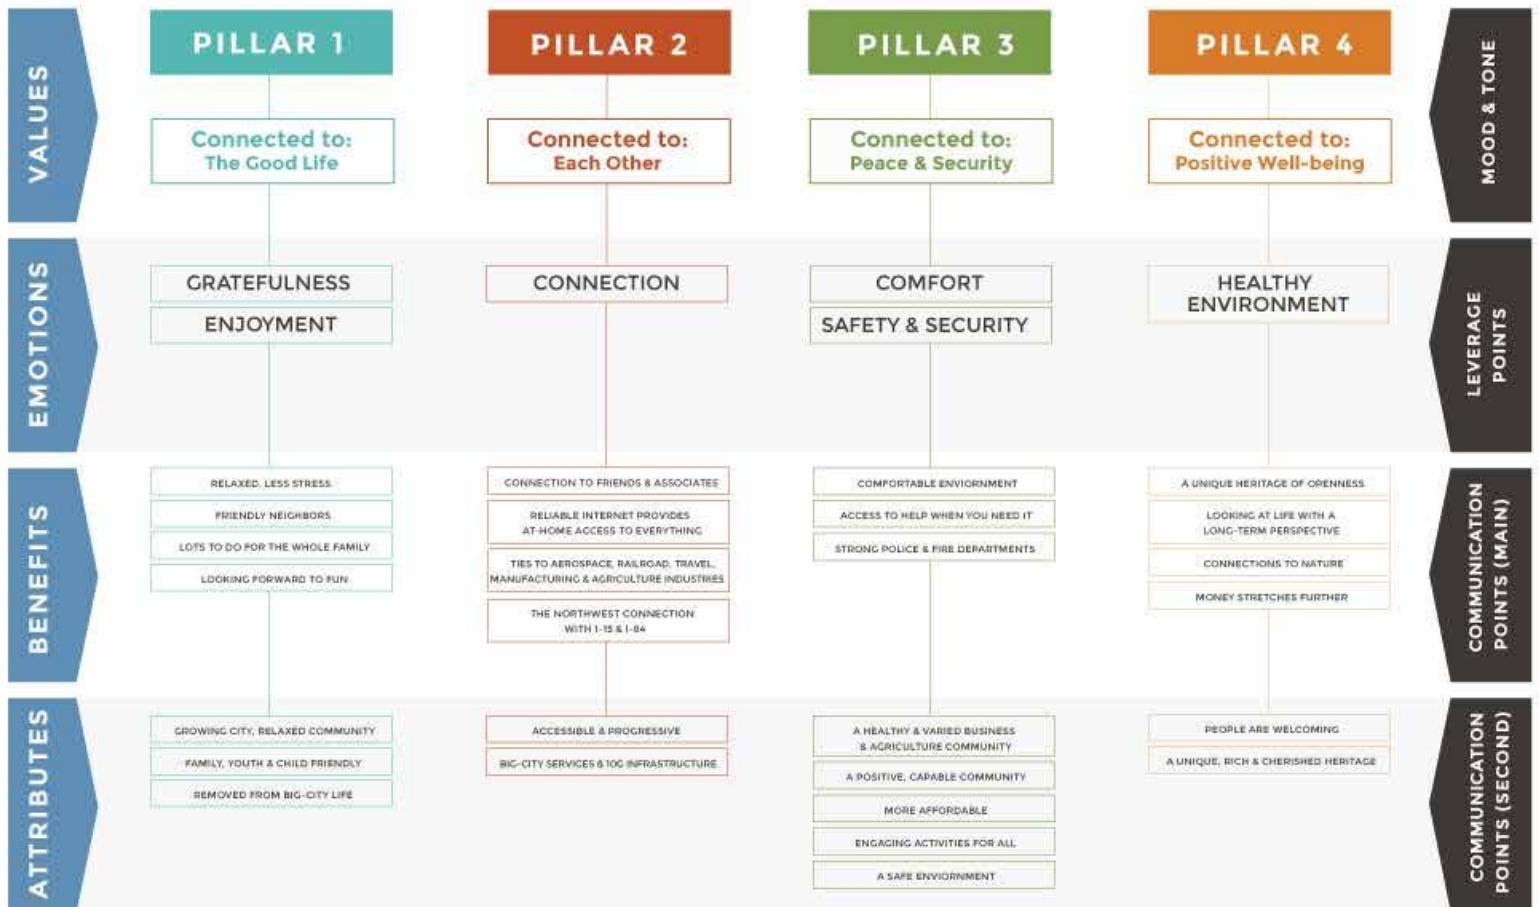 VALUES
PILLAR 1
PILLAR 2
PILLAR 3
PILLAR 4
MOOD & TONE
Connected to:
The Good Life
Connected to:
Each Other
Connected to:
Peace & Security
Connected to:
Positive Well-being
EMOTIONS
GRATEFULNESS
ENJOYMENT
CONNECTION
COMFORT
SAFETY & SECURITY
HEALTHY
ENVIRONMENT
LEVERAGE
POINTS
BENEFITS
RELAXED, LESS STRESS
FRIENDLY NEIGHBORS
LOTS TO DO FOR THE WHOLE FAMILY
LOOKING FORWARD TO FUN
CONNECTION TO FRIENDS & ASSOCIATES
RELIABLE INTERNET PROVIDES
AT-HOME ACCESS TO EVERYTHING
TIES TO AEROSPACE, RAILROAD, TRAVEL,
MANUFACTURING & AGRICULTURE INDUSTRIES
THE NORTHWEST CONNECTION
WITH I-15 & I-84
COMFORTABLE ENVIORNMENT
ACCESS TO HELP WHEN YOU NEED IT
STRONG POLICE & FIRE DEPARTMENTS
A UNIQUE HERITAGE OF OPENNESS
LOOKING AT LIFE WITH A
LONG-TERM PERSPECTIVE
CONNECTIONS TO NATURE
MONEY STRETCHES FURTHER
COMMUNICATION
POINTS (MAIN)
ATTRIBUTES
GROWING CITY, RELAXED COMMUNITY
FAMILY, YOUTH & CHILD FRIENDLY
REMOVED FROM BIG-CITY LIFE
ACCESSIBLE & PROGRESSIVE
BIG-CITY SERVICES & 10G INFRASTRUCTURE
A HEALTHY & VARIED BUSINESS
& AGRICULTURE COMMUNITY
A POSITIVE, CAPABLE COMMUNITY
MORE AFFORDABLE
ENGAGING ACTIVITIES FOR ALL
A SAFE ENVIORNMENT
PEOPLE ARE WELCOMING
A UNIQUE, RICH & CHERISHED HERITAGE
COMMUNICATION
POINTS (SECOND)